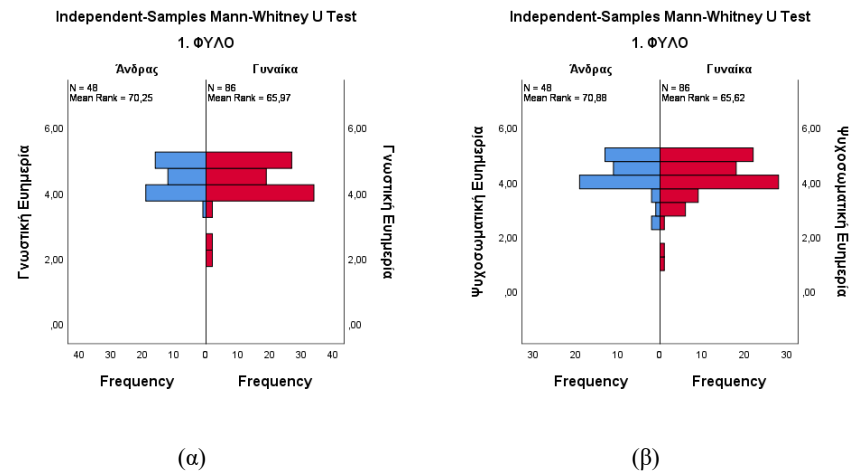 Independent-Samples Mann-Whitney U Test
1. ΦΥΛΟ
Άνδρας Γυναίκα
N = 48
Mean Rank = 70,25
N = 86
Mean Rank = 65,97
Γνωστική Ευημερία
6,00
4,00
2,00
,00
6,00
4,00
2,00
,00
Γνωστική Ευημερία
40 30 20 10 0 10 20 30 40
Frequency Frequency
(α)
Independent-Samples Mann-Whitney U Test
1. ΦΥΛΟ
Άνδρας Γυναίκα
N = 48
Mean Rank = 70,88
N = 86
Mean Rank = 65,62
Ψυχοσωματική Ευημερία
6,00
4,00
2,00
,00
6,00
4,00
2,00
,00
Ψυχοσωματική Ευημερία
30 20 10 0 10 20 30
Frequency Frequency
(β)